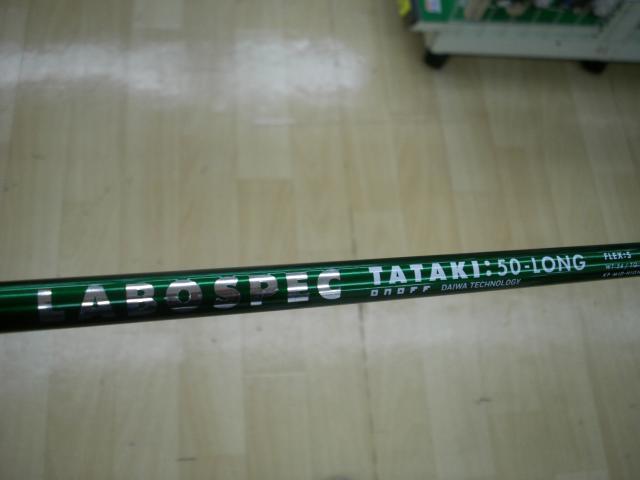 LABOSPEC TATAKI:50-LONG
ONOFF DAIWA TECHNOLOGY
FLEX:S